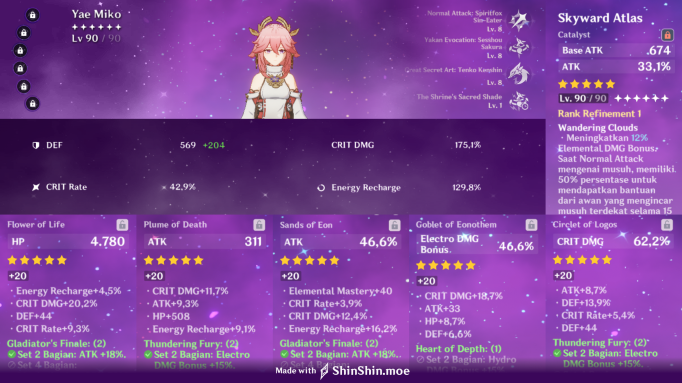 Yae Miko
Lv 90 / 90
Normal Attack: Spiritfox
Sin-Eater
Lv. 8
Yakan Evocation: Sesshou
Sakura
Lv. 8
Great Secret Art: Tenko Kenshin
Lv. 8
The Shrine's Sacred Shade
Lv. 1
Skyward Atlas
Catalyst
Base ATK .674
ATK 33,1%
Lv. 90 / 90
Rank Refinement 1
Wandering Clouds
· Meningkatkan 12%
Elemental DMG Bonus.
Saat Normal Attack
mengenai musuh, memiliki
50% persentase untuk
mendapatkan bantuan
dari awan yang mengincar
musuh terdekat selama 15
DEF 569 +204
CRIT DMG 175,1%
CRIT Rate 42,9%
Energy Recharge 129,8%
Flower of Life
HP 4.780
+20
· Energy Recharge+4,5%
· CRIT DMG+20,2%
· DEF+44
· CRIT Rate+9,3%
Gladiator's Finale: (2)
Set 2 Bagian: ATK +18%.
Plume of Death
ATK 311
+20
· CRIT DMG+11,7%
· ATK+9,3%
· HP+508
· Energy Recharge+9,1%
Thundering Fury: (2)
Set 2 Bagian: Electro
DMG Bonus +15%
Sands of Eon
ATK 46,6%
+20
· Elemental Mastery+40
· CRIT Rate+3,9%
· CRIT DMG+12,4%
· Energy Recharge+16,2%
Gladiator's Finale: (2)
Set 2 Bagian: ATK +18%.
Goblet of Eonothem
Electro DMG
Bonus 46,6%
+20
· CRIT DMG+18,7%
· ATK+33
· HP+8,7%
· DEF+6,6%
Heart of Depth: (1)
Set 2 Bagian: Hydro
Circlet of Logos
CRIT DMG 62,2%
+20
· ATK+8,7%
· DEF+13,9%
· CRIT Rate+5,4%
· DEF+44
Thundering Fury: (2)
Set 2 Bagian: Electro
DMG Bonus +15%
Made with ShinShin.moe